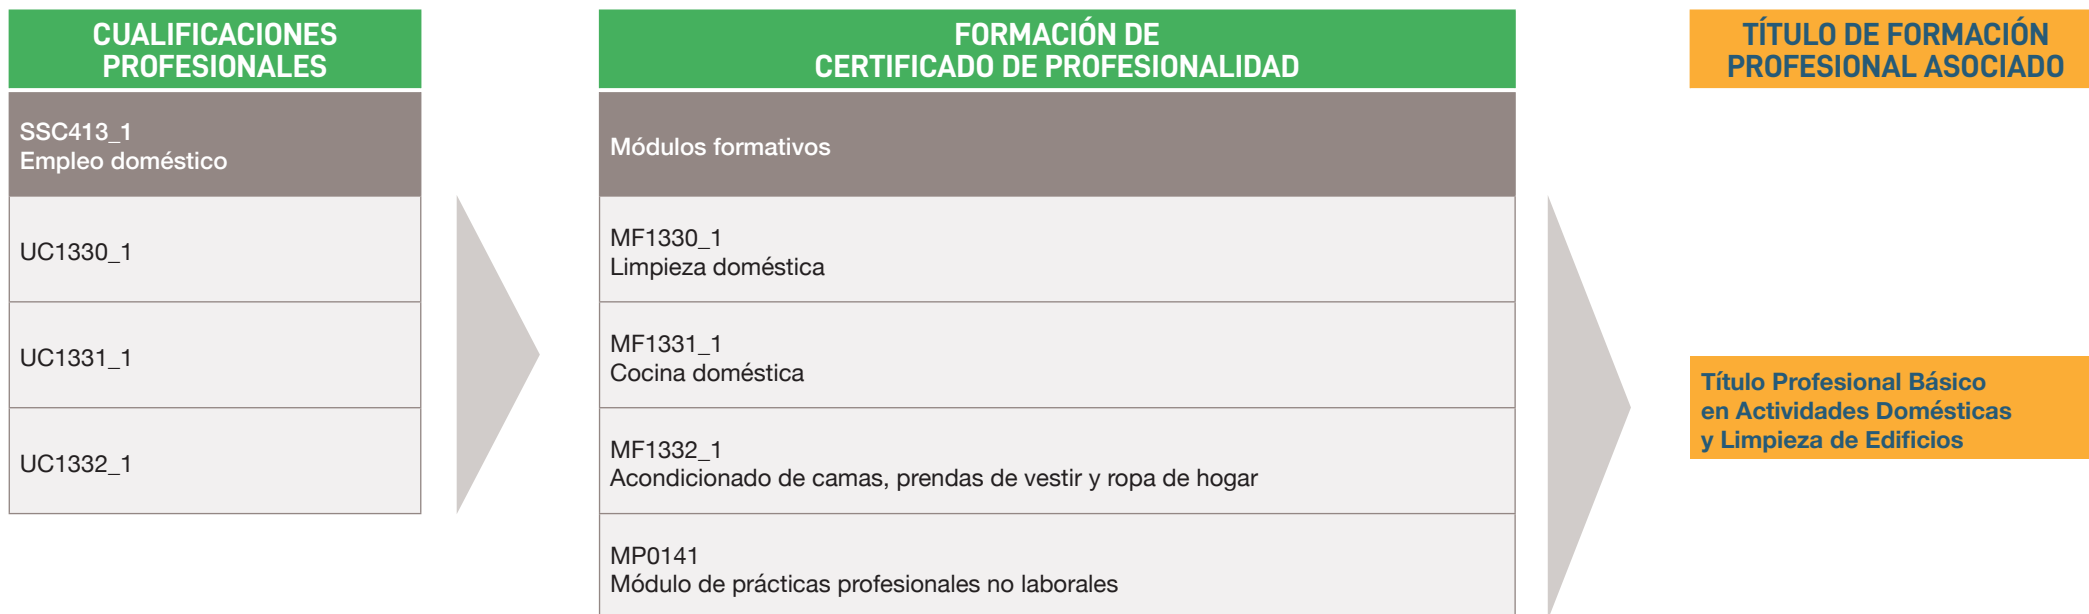 CUALIFICACIONES
PROFESIONALES
SSC413_1
Empleo doméstico
UC1330_1
UC1331_1
UC1332_1
FORMACIÓN DE
CERTIFICADO DE PROFESIONALIDAD
Módulos formativos
MF1330_1
Limpieza doméstica
MF1331_1
Cocina doméstica
MF1332_1
Acondicionado de camas, prendas de vestir y ropa de hogar
MP0141
Módulo de prácticas profesionales no laborales
TÍTULO DE FORMACIÓN
PROFESIONAL ASOCIADO
Título Profesional Básico
en Actividades Domésticas
y Limpieza de Edificios